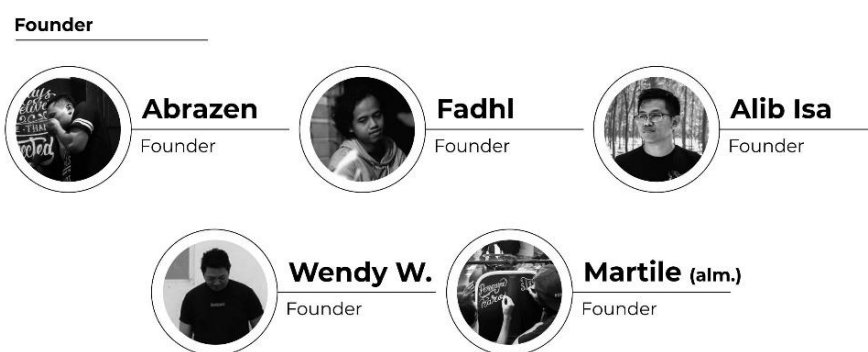 Founder
Abrazen
Founder
Fadhl
Founder
Alib Isa
Founder
Wendy W.
Founder
Martile (alm.)
Founder